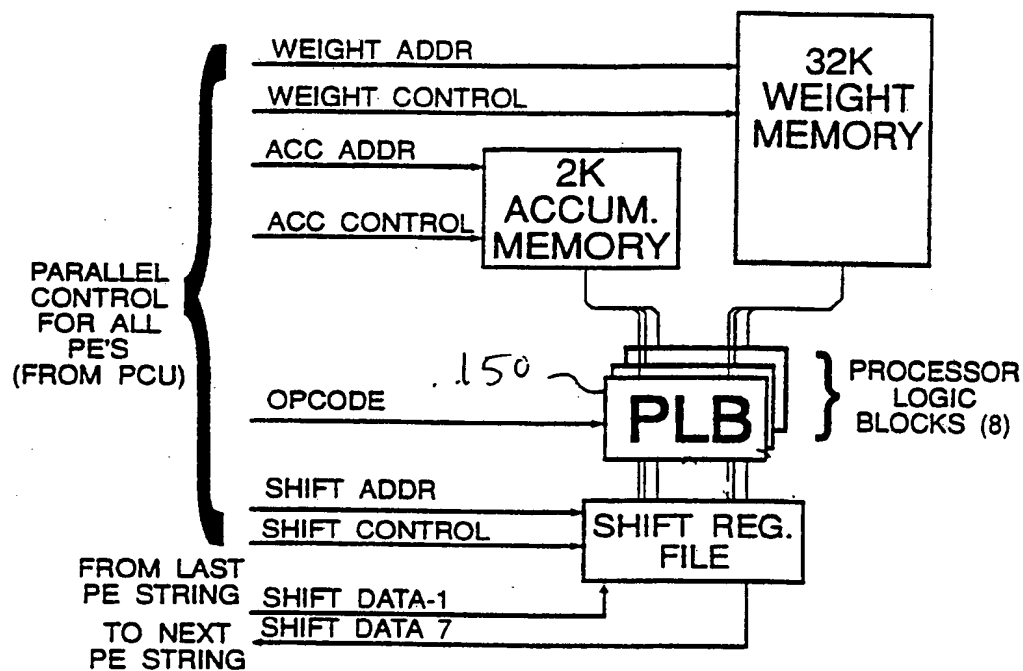 WEIGHT ADDR
WEIGHT CONTROL
ACC ADDR
ACC CONTROL
32K
WEIGHT
MEMORY
2K
ACCUM.
MEMORY
PARALLEL
CONTROL
FOR ALL
PE'S
(FROM PCU)
.150
OPCODE
PLB
PROCESSOR
LOGIC
BLOCKS (8)
SHIFT ADDR
SHIFT CONTROL
SHIFT REG.
FILE
FROM LAST
PE STRING
SHIFT DATA-1
TO NEXT
PE STRING
SHIFT DATA 7